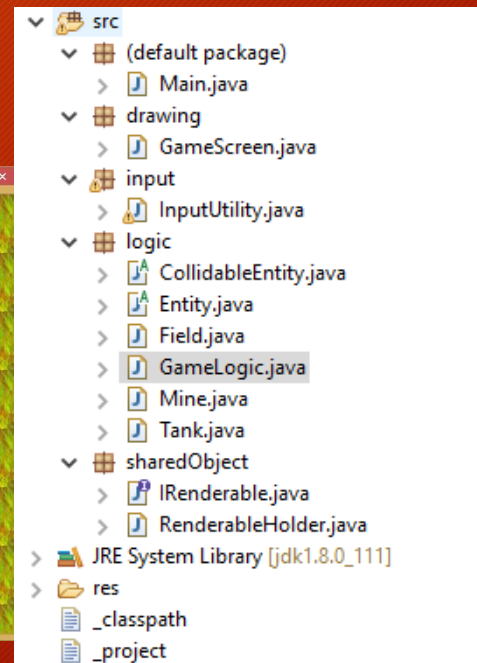 src
(default package)
Main.java
drawing
GameScreen.java
input
InputUtility.java
logic
CollidableEntity.java
Entity.java
Field.java
GameLogic.java
Mine.java
Tank.java
sharedObject
IRenderable.java
RenderableHolder.java
JRE System Library [jdk1.8.0_111]
res
_classpath
_project